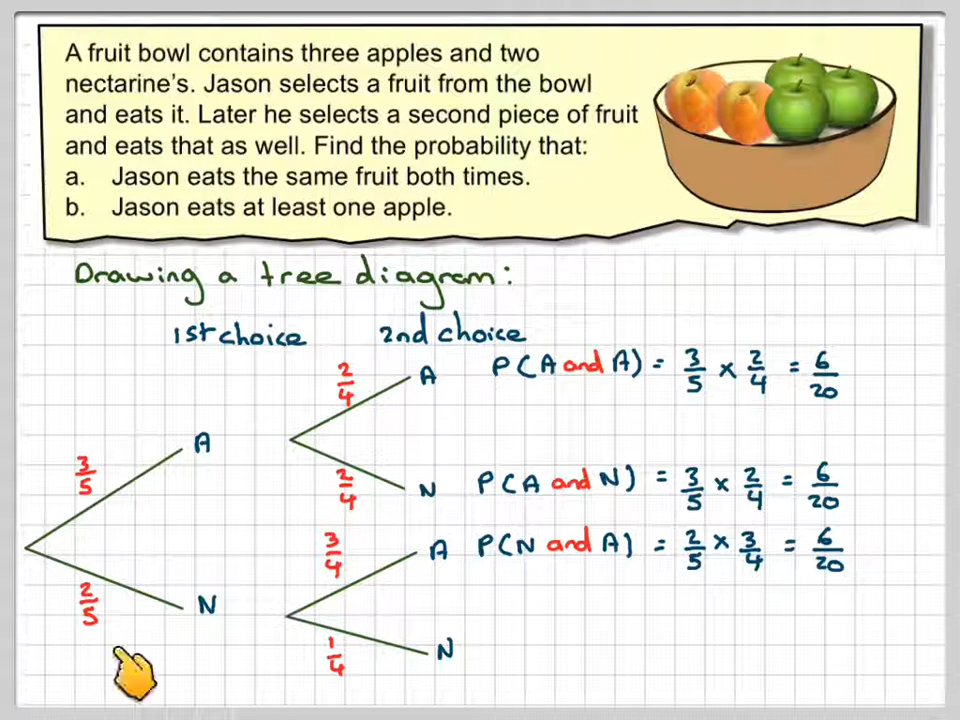 A fruit bowl contains three apples and two
nectarine's. Jason selects a fruit from the bowl
and eats it. Later he selects a second piece of fruit
and eats that as well. Find the probability that:
a. Jason eats the same fruit both times.
b. Jason eats at least one apple.
Drawing a tree diagram:
1st choice 2nd choice
2/4 A P(A and A) = 3/5 × 2/4 = 6/20
3/5 A
2/4 N P(A and N) = 3/5 × 2/4 = 6/20
3/4 A P(N and A) = 2/5 × 3/4 = 6/20
2/5 N
1/4 N